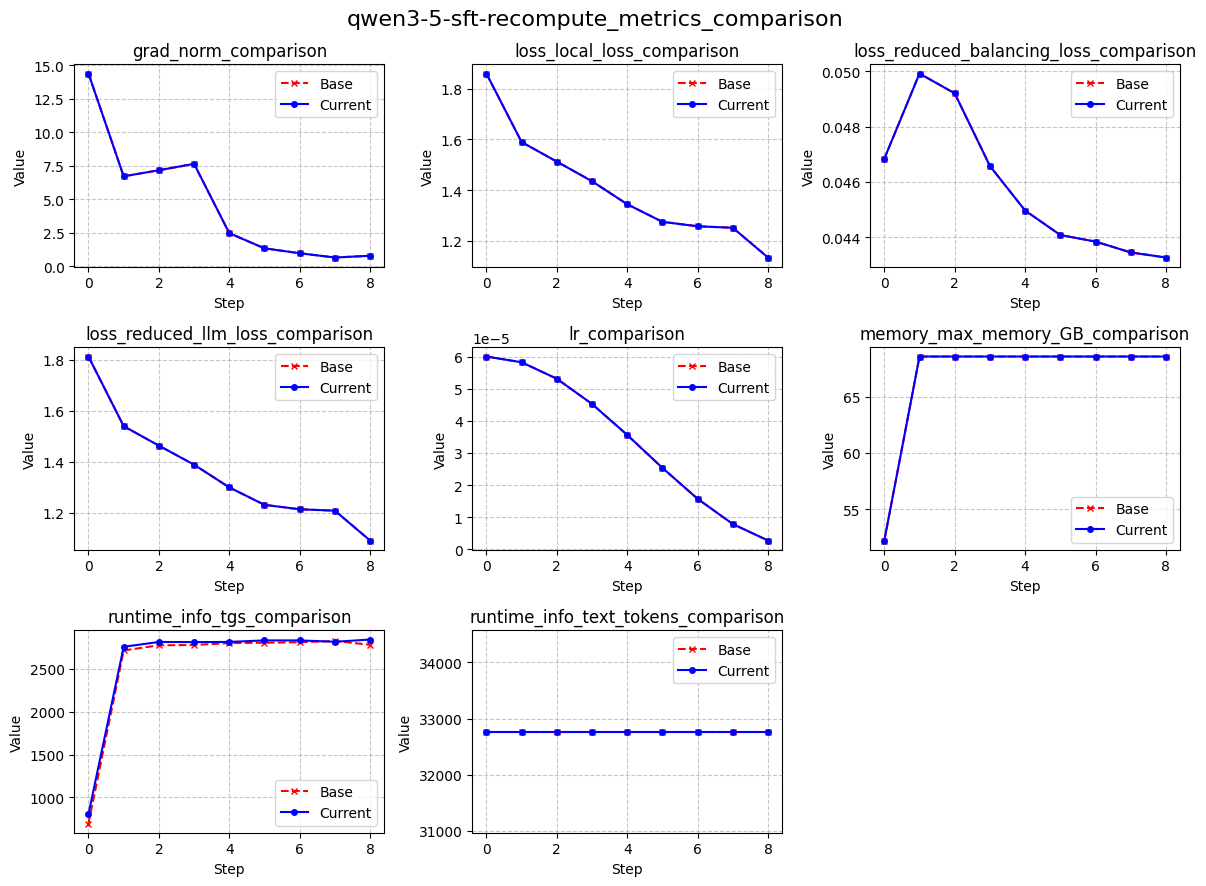 qwen3-5-sft-recompute_metrics_comparison
grad_norm_comparison
15.0
12.5
10.0
7.5
5.0
2.5
0.0
Value
0 2 4 6 8
Step
Base
Current
loss_local_loss_comparison
1.8
1.6
1.4
1.2
Value
0 2 4 6 8
Step
Base
Current
loss_reduced_balancing_loss_comparison
0.050
0.048
0.046
0.044
Value
0 2 4 6 8
Step
Base
Current
loss_reduced_llm_loss_comparison
1.8
1.6
1.4
1.2
Value
0 2 4 6 8
Step
Base
Current
lr_comparison
1e−5
6
5
4
3
2
1
0
Value
0 2 4 6 8
Step
Base
Current
memory_max_memory_GB_comparison
65
60
55
Value
0 2 4 6 8
Step
Base
Current
runtime_info_tgs_comparison
2500
2000
1500
1000
Value
0 2 4 6 8
Step
Base
Current
runtime_info_text_tokens_comparison
34000
33000
32000
31000
Value
0 2 4 6 8
Step
Base
Current